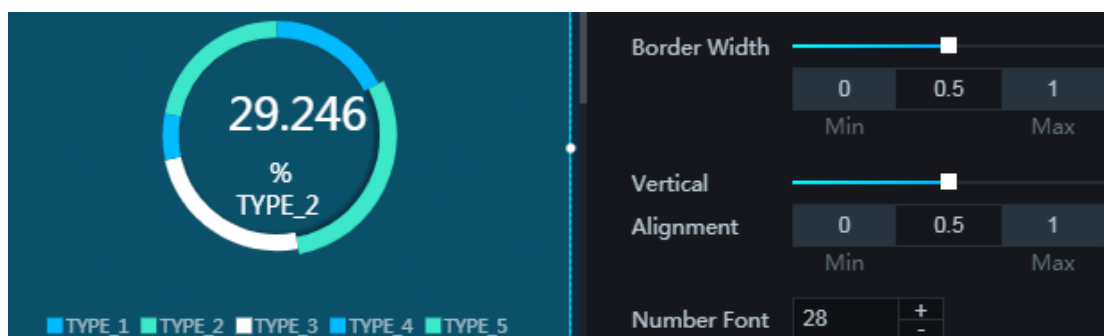 29.246
%
TYPE_2
TYPE_1 TYPE_2 TYPE_3 TYPE_4 TYPE_5
Border Width
0 0.5 1
Min Max
Vertical
Alignment 0 0.5 1
Min Max
Number Font 28 + -